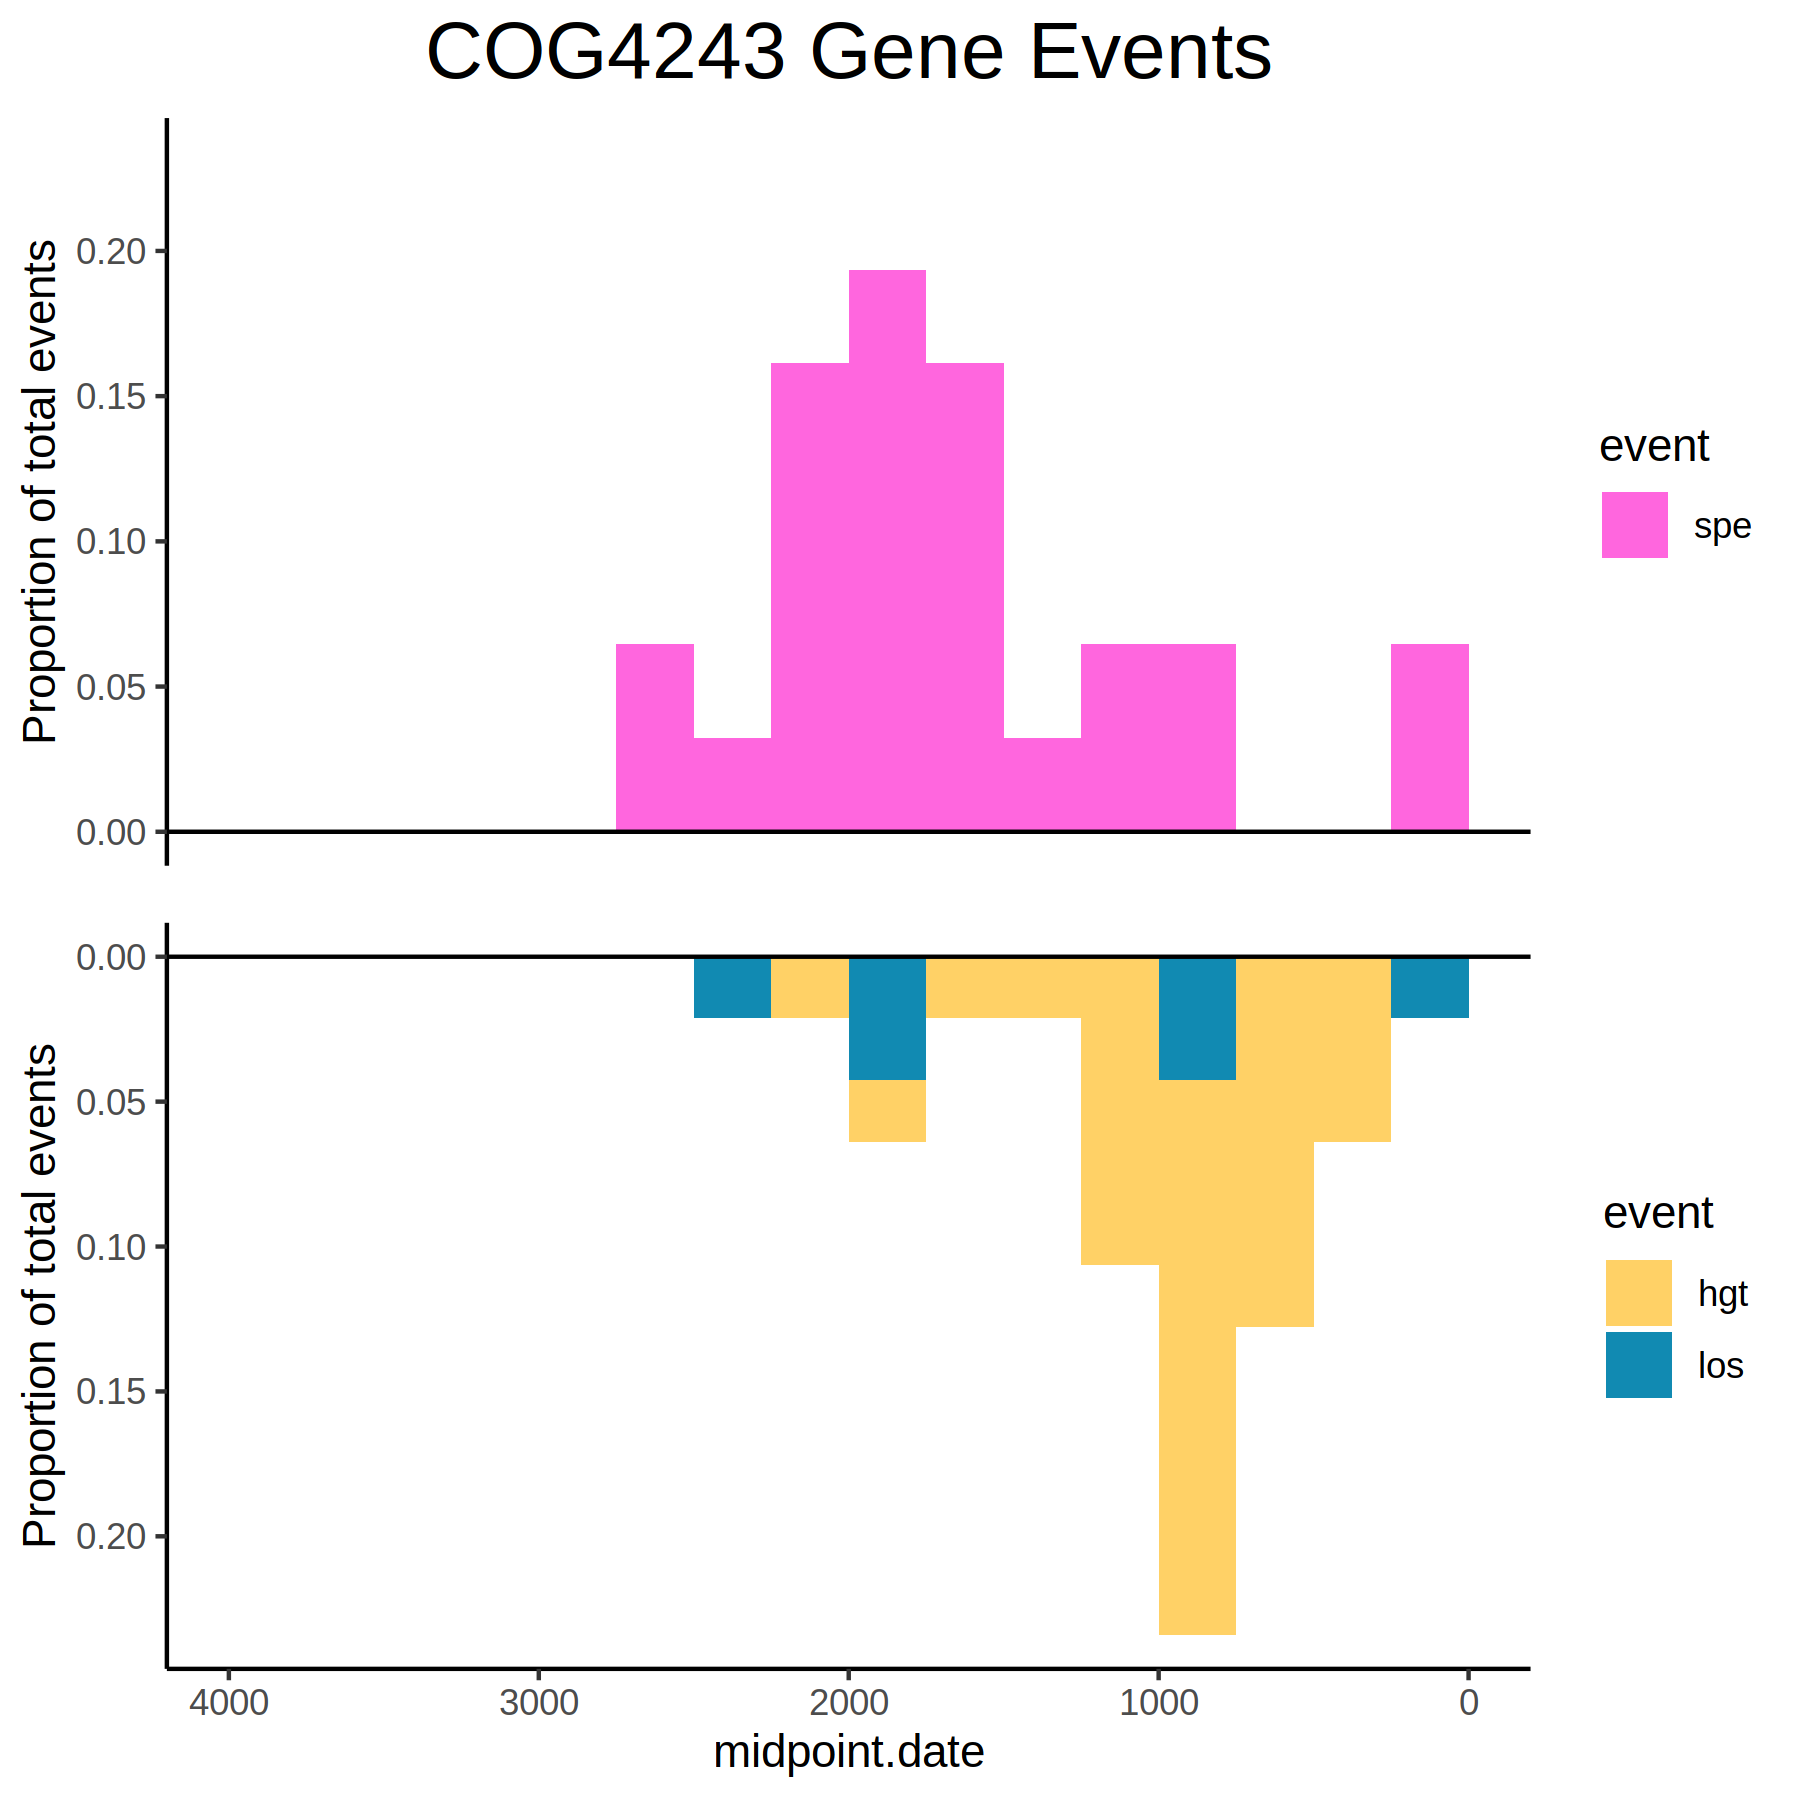 COG4243 Gene Events
Proportion of total events
0.20
0.15
0.10
0.05
0.00
event
spe
Proportion of total events
0.00
0.05
0.10
0.15
0.20
event
hgt
los
4000 3000 2000 1000 0
midpoint.date